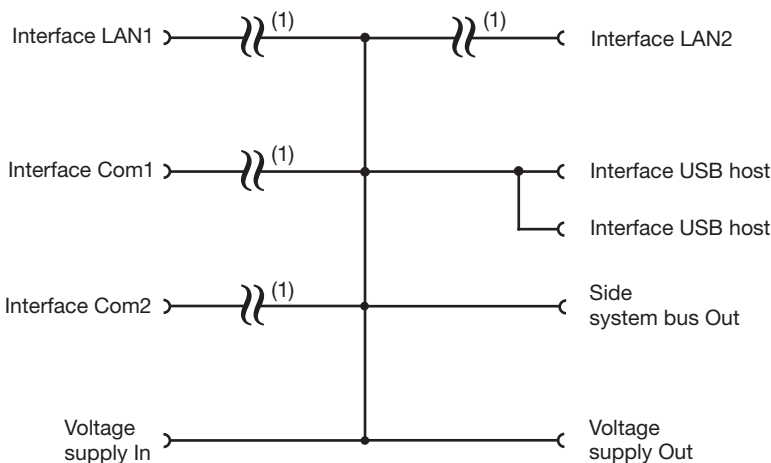 Interface LAN1
(1)
(1)
Interface LAN2
Interface Com1
(1)
Interface USB host
Interface USB host
Interface Com2
(1)
Side
system bus Out
Voltage
supply In
Voltage
supply Out